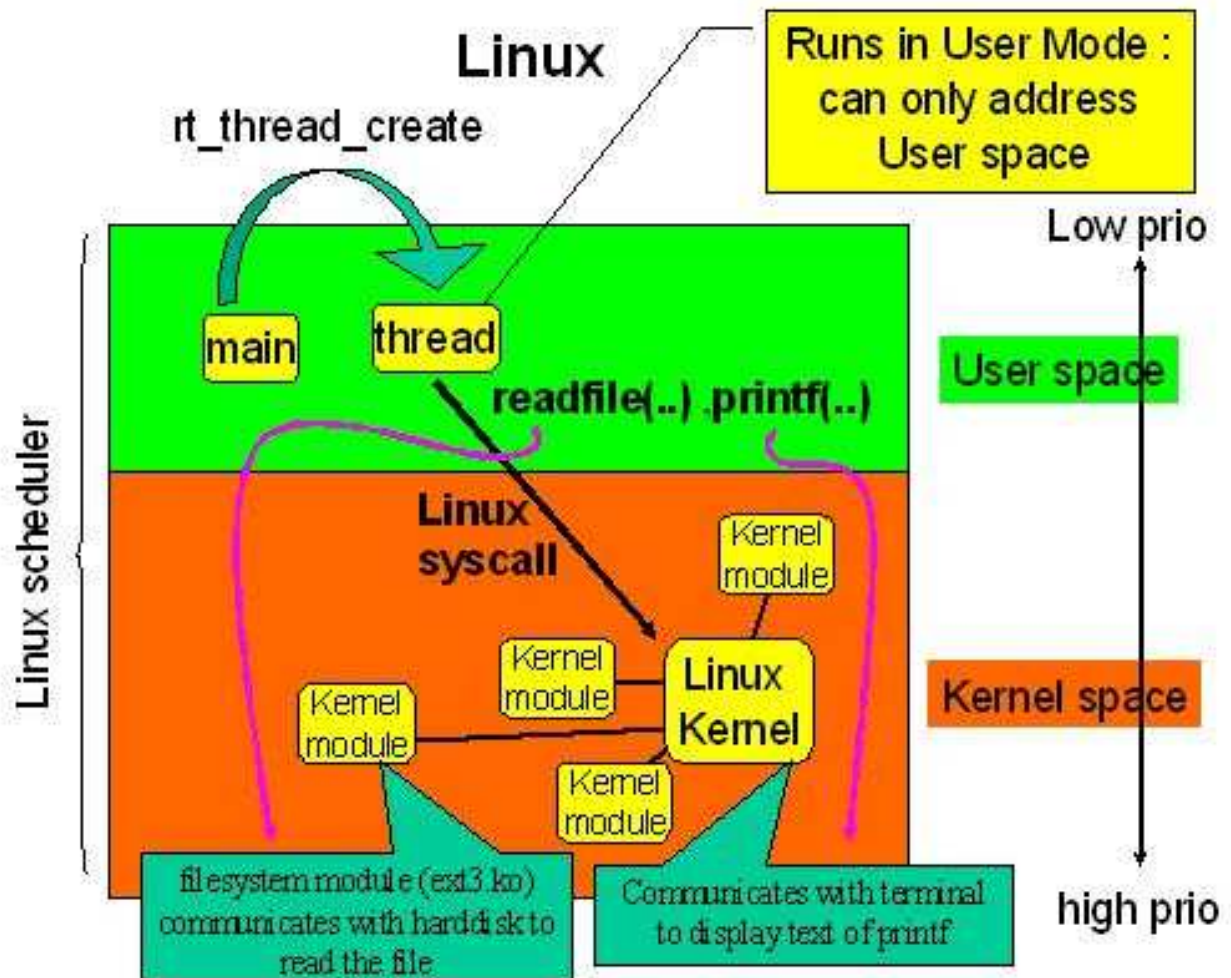 Linux
Runs in User Mode :
can only address
User space
rt_thread_create
Low prio
main
thread
User space
readfile(..) .printf(..)
Linux scheduler
Linux
syscall
Kernel
module
Kernel
module
Linux
Kernel
Kernel space
Kernel
module
Kernel
module
filesystem module (ext3.ko)
communicates with harddisk to
read the file
Communicates with terminal
to display text of printf
high prio